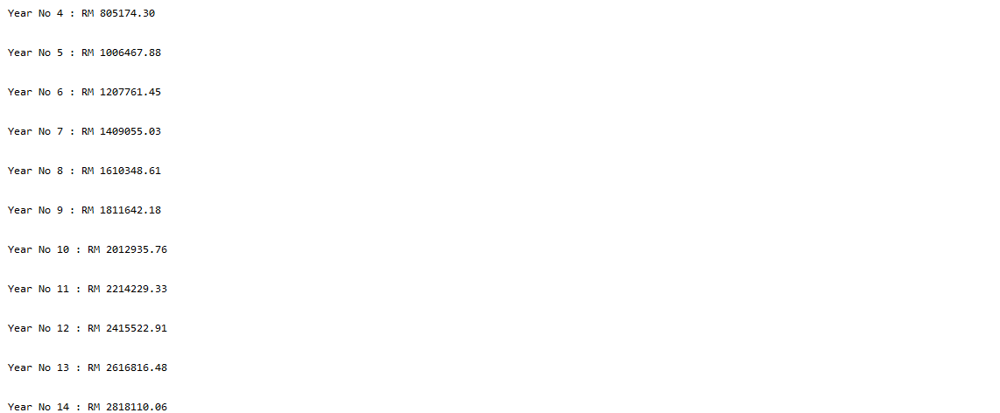 Year No 4 : RM 805174.30
Year No 5 : RM 1006467.88
Year No 6 : RM 1207761.45
Year No 7 : RM 1409055.03
Year No 8 : RM 1610348.61
Year No 9 : RM 1811642.18
Year No 10 : RM 2012935.76
Year No 11 : RM 2214229.33
Year No 12 : RM 2415522.91
Year No 13 : RM 2616816.48
Year No 14 : RM 2818110.06